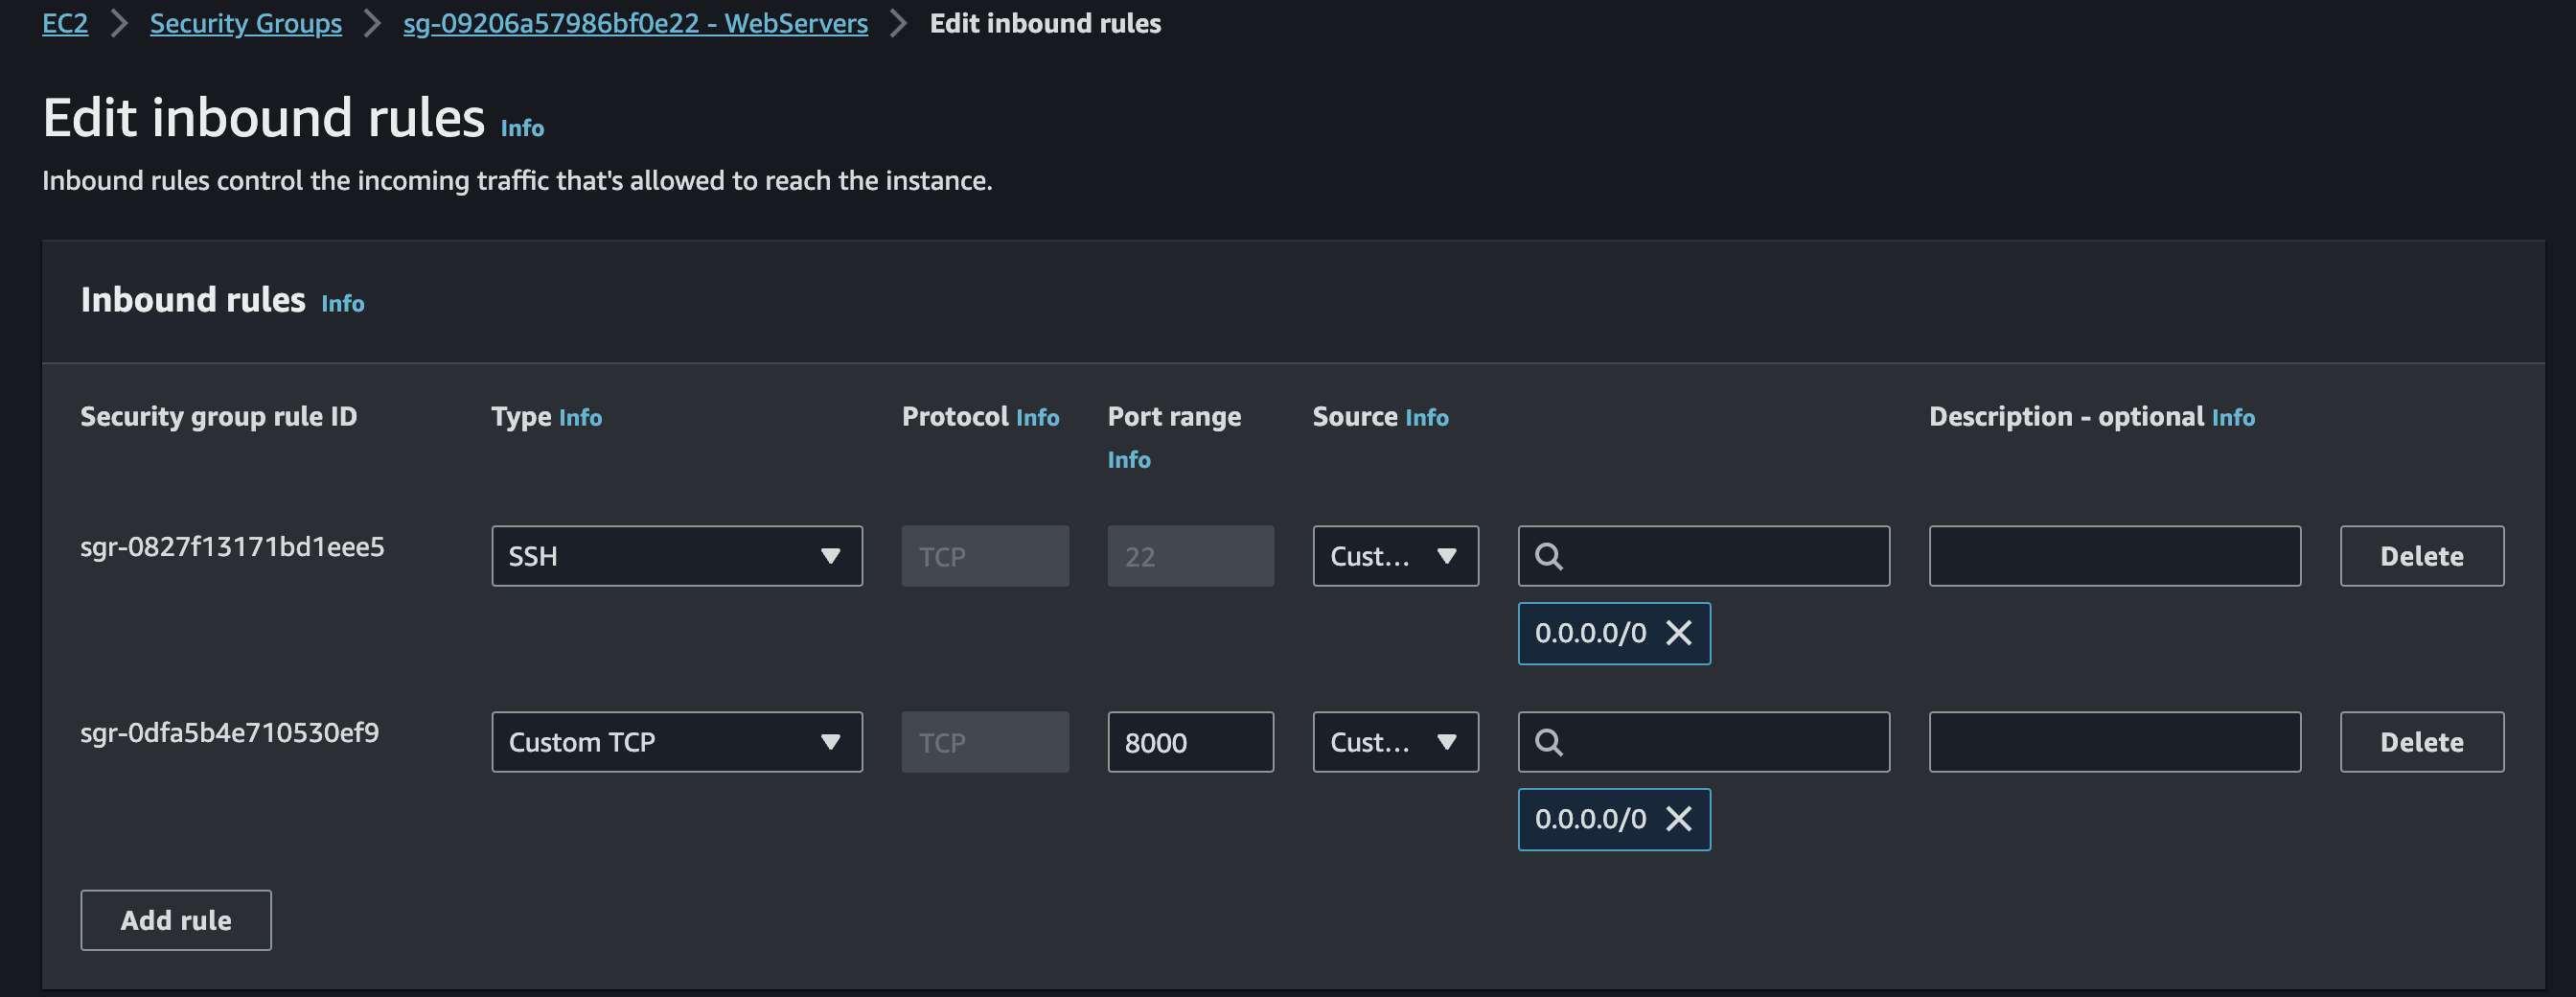 EC2 > Security Groups > sg-09206a57986bf0e22 - WebServers > Edit inbound rules
Edit inbound rules Info
Inbound rules control the incoming traffic that's allowed to reach the instance.
Inbound rules Info
Security group rule ID Type Info Protocol Info Port range Info Source Info Description - optional Info
sgr-0827f13171bd1eee5 SSH TCP 22 Cust... Delete
0.0.0.0/0
sgr-0dfa5b4e710530ef9 Custom TCP TCP 8000 Cust... Delete
0.0.0.0/0
Add rule